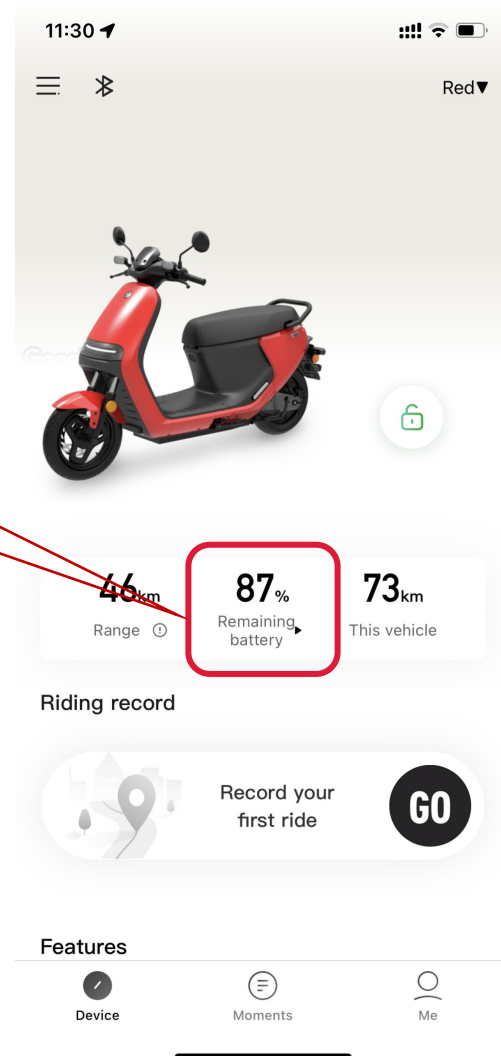 11:30
Red▼
46km
87%
73km
Range
Remaining
battery
This vehicle
Riding record
Record your
first ride
GO
Features
Device
Moments
Me